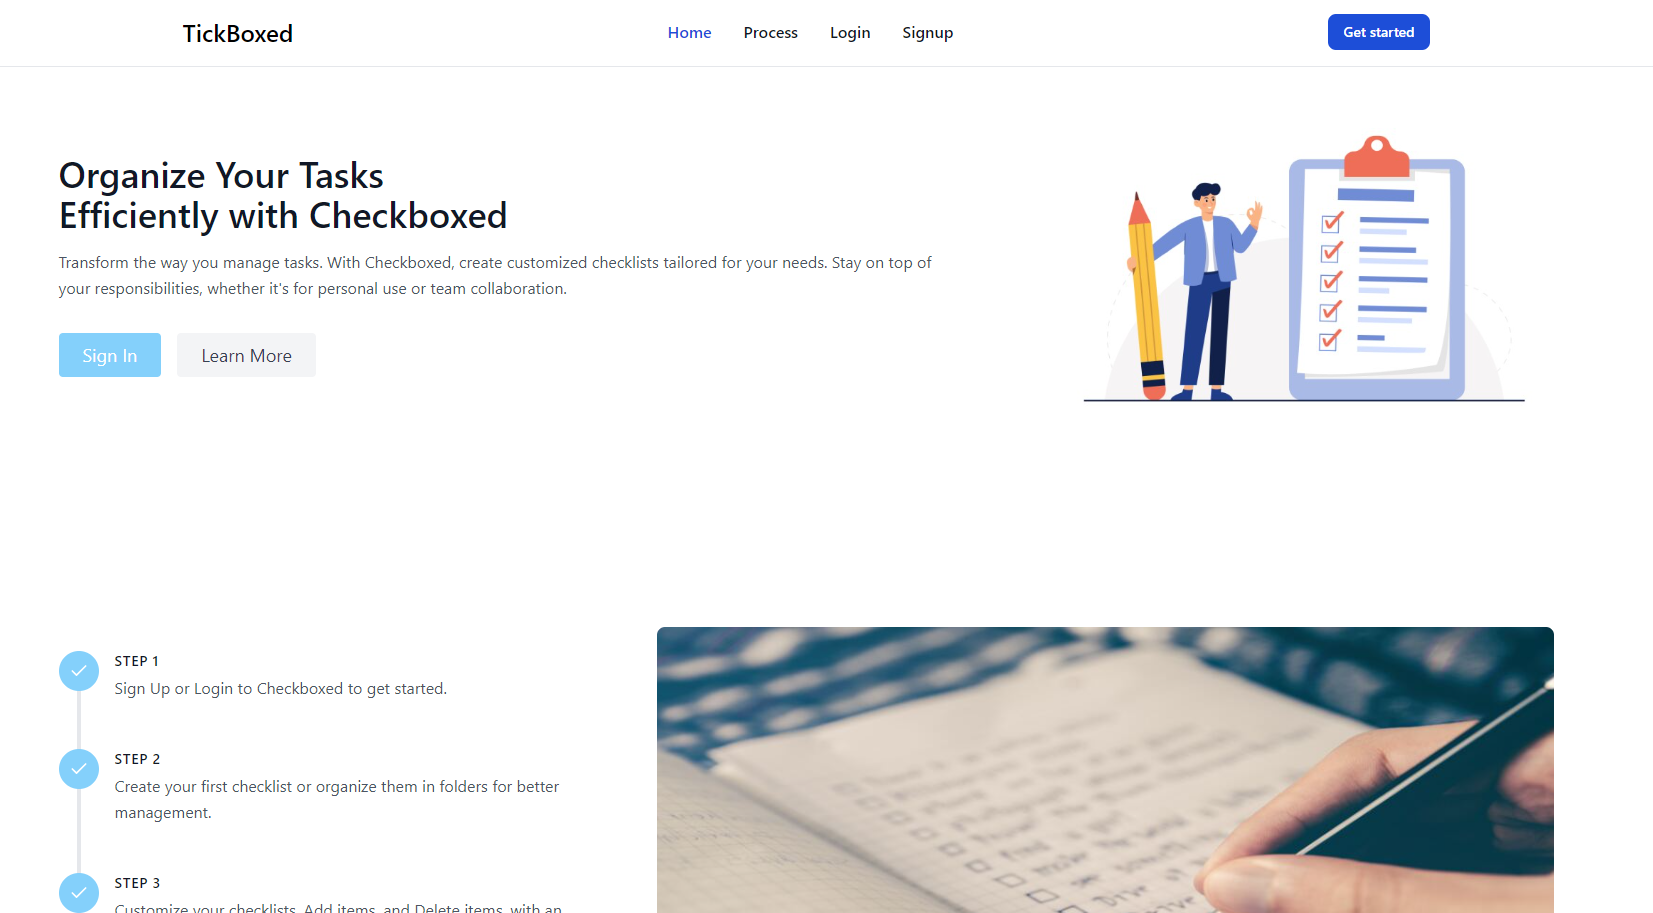 TickBoxed
Home Process Login Signup
Get started
Organize Your Tasks
Efficiently with Checkboxed
Transform the way you manage tasks. With Checkboxed, create customized checklists tailored for your needs. Stay on top of
your responsibilities, whether it's for personal use or team collaboration.
Sign In Learn More
STEP 1
Sign Up or Login to Checkboxed to get started.
STEP 2
Create your first checklist or organize them in folders for better
management.
STEP 3
Customize your checklists. Add items, and Delete items, with an
find
Drive